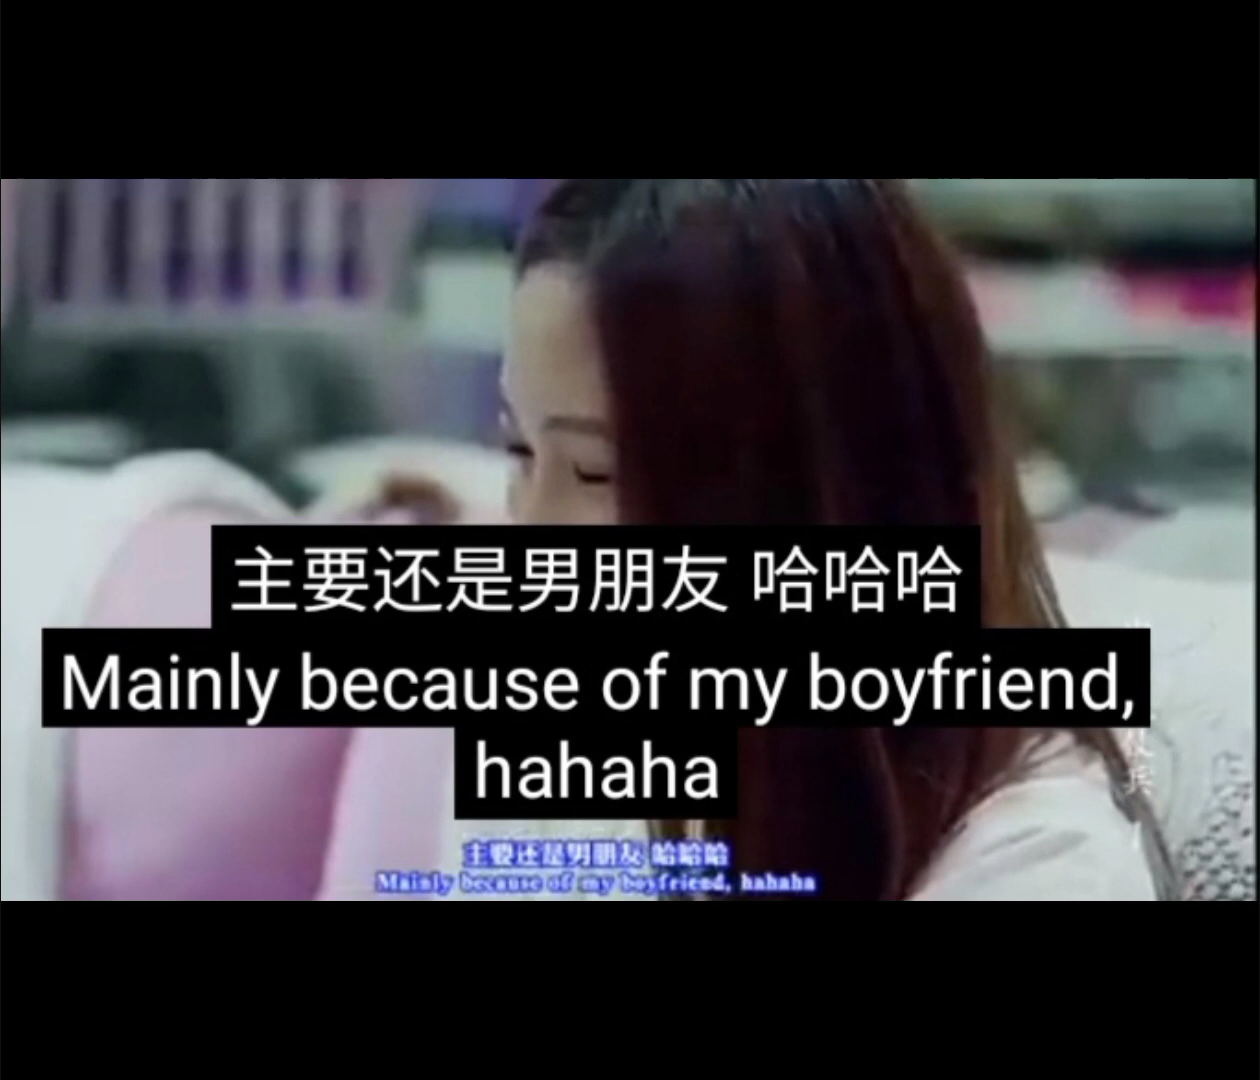 主要还是男朋友 哈哈哈
Mainly because of my boyfriend,
hahaha
主要还是男朋友 哈哈哈
Mainly because of my boyfriend, hahaha